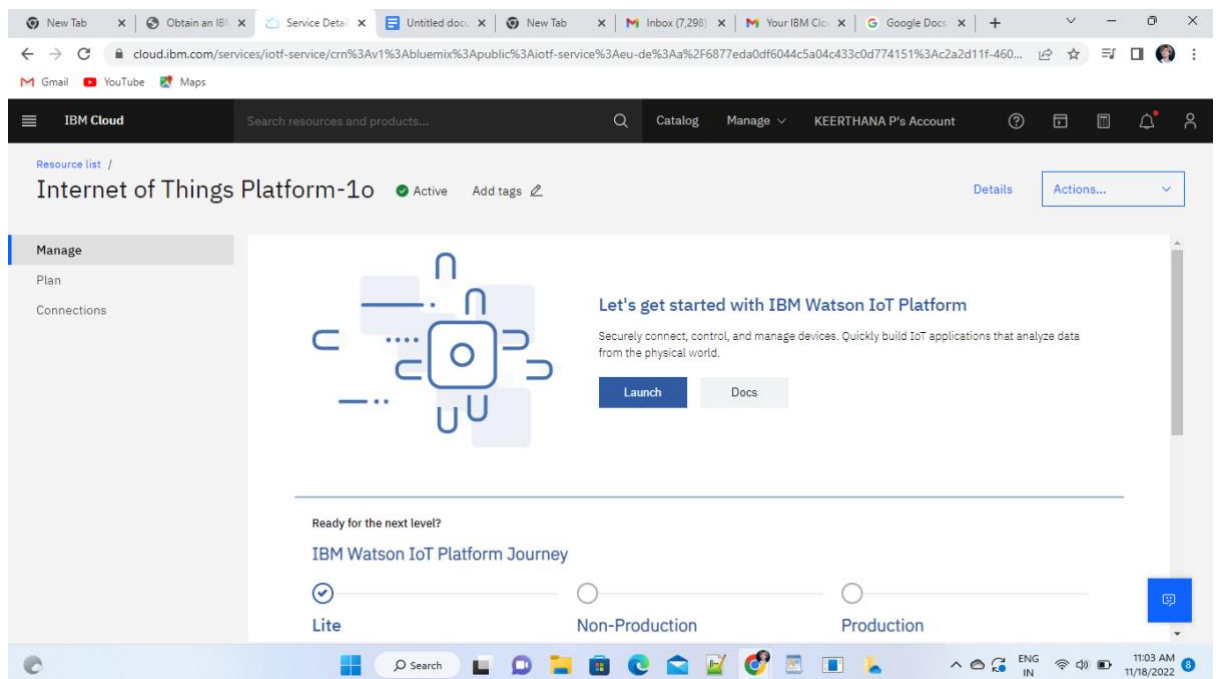 New Tab
Obtain an IB
Service Detai
Untitled docu
New Tab
Inbox (7,298)
Your IBM Clo
Google Docs
cloud.ibm.com/services/iotf-service/crn%3Av1%3Abluemix%3Apublic%3Aiotf-service%3Aeu-de%3Aa%2F6877eda0df6044c5a04c433c0d774151%3Ac2a2d11f-460...
Gmail YouTube Maps
IBM Cloud Search resources and products... Catalog Manage KEERTHANA P's Account
Resource list /
Internet of Things Platform-1o Active Add tags Details Actions...
Manage
Plan
Connections
Let's get started with IBM Watson IoT Platform
Securely connect, control, and manage devices. Quickly build IoT applications that analyze data
from the physical world.
Launch Docs
Ready for the next level?
IBM Watson IoT Platform Journey
Lite Non-Production Production
Search
ENG
IN
11:03 AM
11/18/2022
8